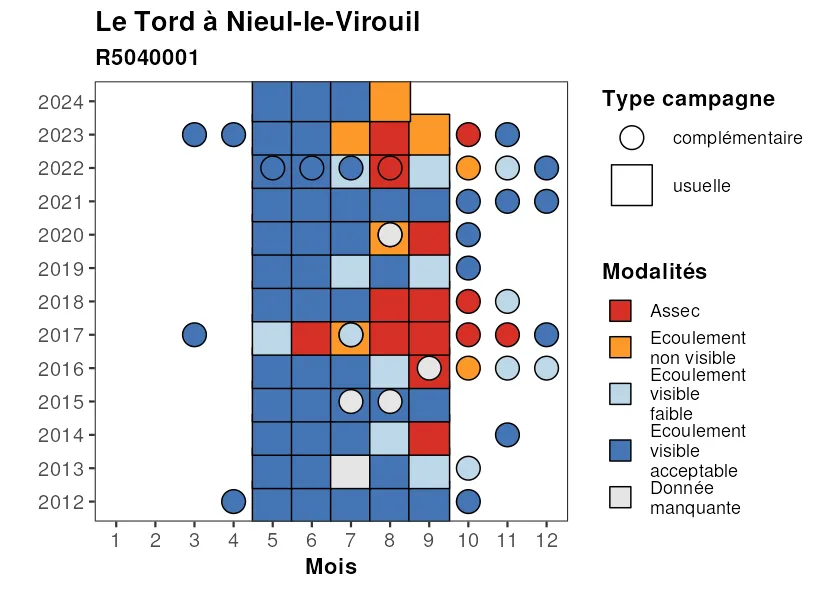 Le Tord à Nieul-le-Virouil
R5040001
2024
2023
2022
2021
2020
2019
2018
2017
2016
2015
2014
2013
2012
1 2 3 4 5 6 7 8 9 10 11 12
Mois
Type campagne
complémentaire
usuelle
Modalités
Assec
Ecoulement
non visible
Ecoulement
visible
faible
Ecoulement
visible
acceptable
Donnée
manquante